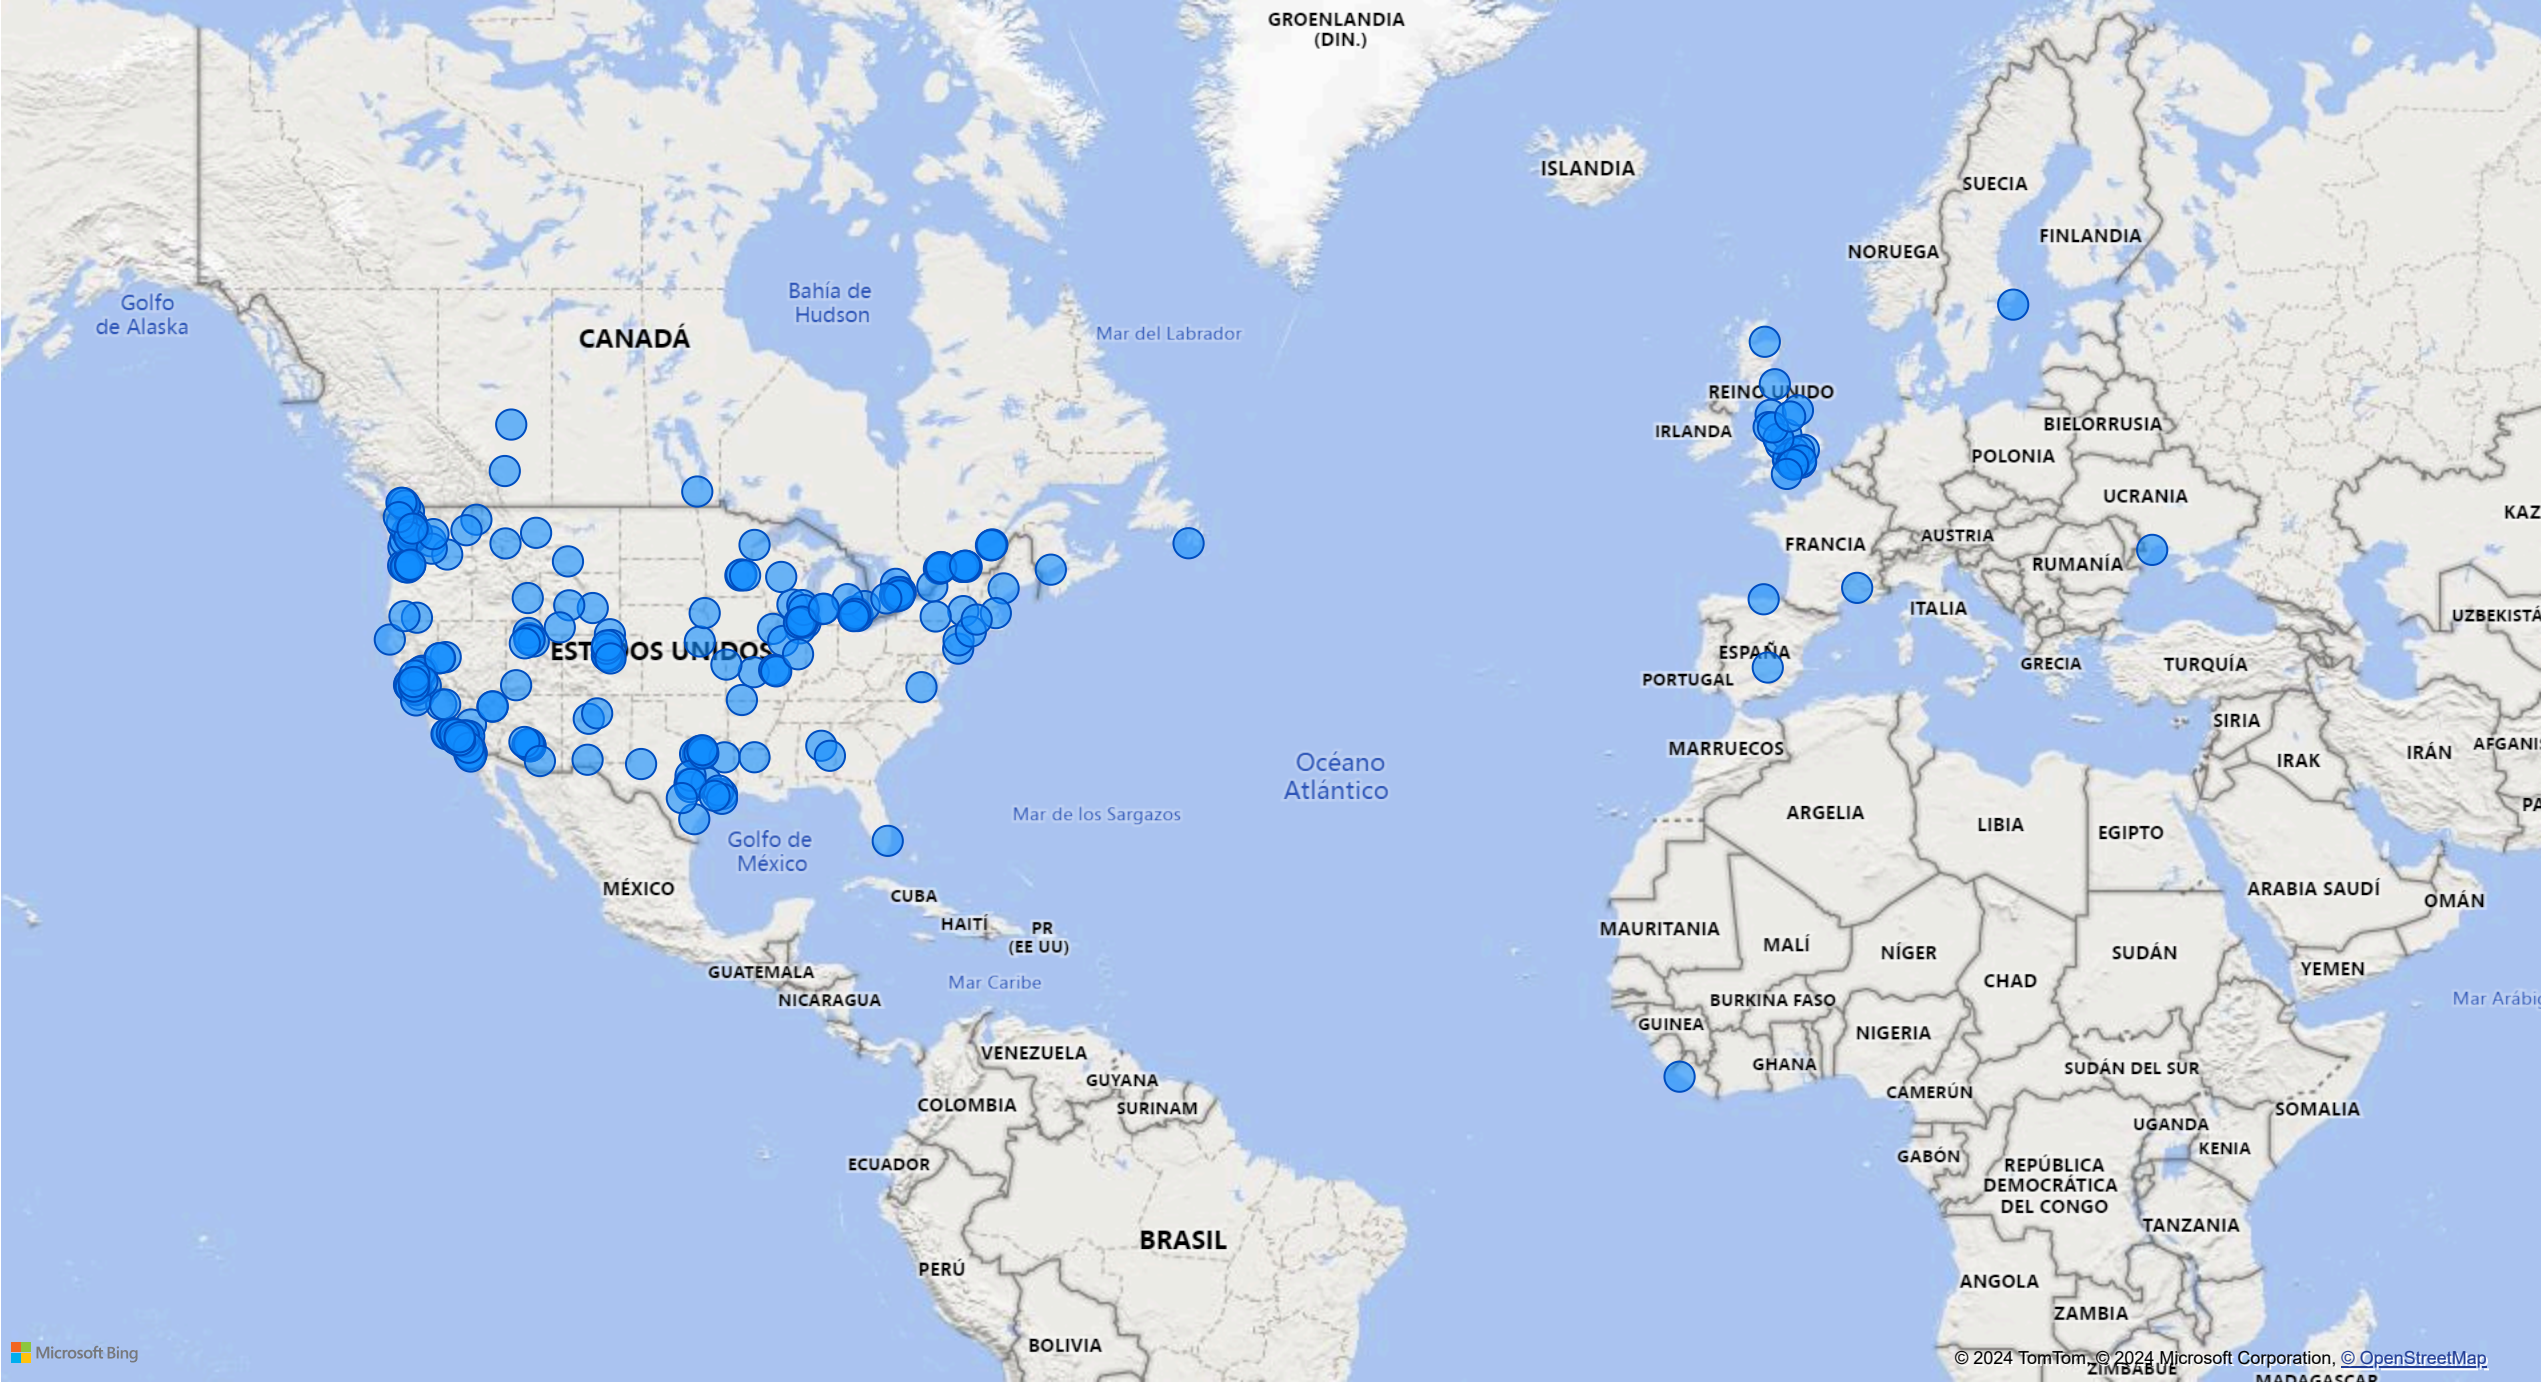 GROENLANDIA
(DIN.)
ISLANDIA
SUECIA
FINLANDIA
NORUEGA
Golfo
de Alaska
Bahía de
Hudson
CANADÁ
Mar del Labrador
REINO UNIDO
IRLANDA
BIELORRUSIA
POLONIA
UCRANIA
KAZ
FRANCIA
AUSTRIA
RUMANÍA
ITALIA
UZBEKISTÁ
ESTADOS UNIDOS
ESPAÑA
PORTUGAL
GRECIA
TURQUÍA
SIRIA
MARRUECOS
IRAK
IRÁN
AFGANIS
Océano
Atlántico
PA
Mar de los Sargazos
ARGELIA
LIBIA
EGIPTO
Golfo de
México
MÉXICO
CUBA
ARABIA SAUDÍ
OMÁN
HAITÍ
PR
(EE UU)
MAURITANIA
MALÍ
NÍGER
SUDÁN
YEMEN
GUATEMALA
Mar Caribe
CHAD
NICARAGUA
BURKINA FASO
Mar Arábi
GUINEA
NIGERIA
VENEZUELA
GHANA
SUDÁN DEL SUR
GUYANA
CAMERÚN
COLOMBIA
SURINAM
SOMALIA
UGANDA
KENIA
ECUADOR
GABÓN
REPÚBLICA
DEMOCRÁTICA
DEL CONGO
TANZANIA
BRASIL
PERÚ
ANGOLA
ZAMBIA
BOLIVIA
Microsoft Bing
© 2024 TomTom, © 2024 Microsoft Corporation, © OpenStreetMap
ZIMBABUE
MADAGASCAR